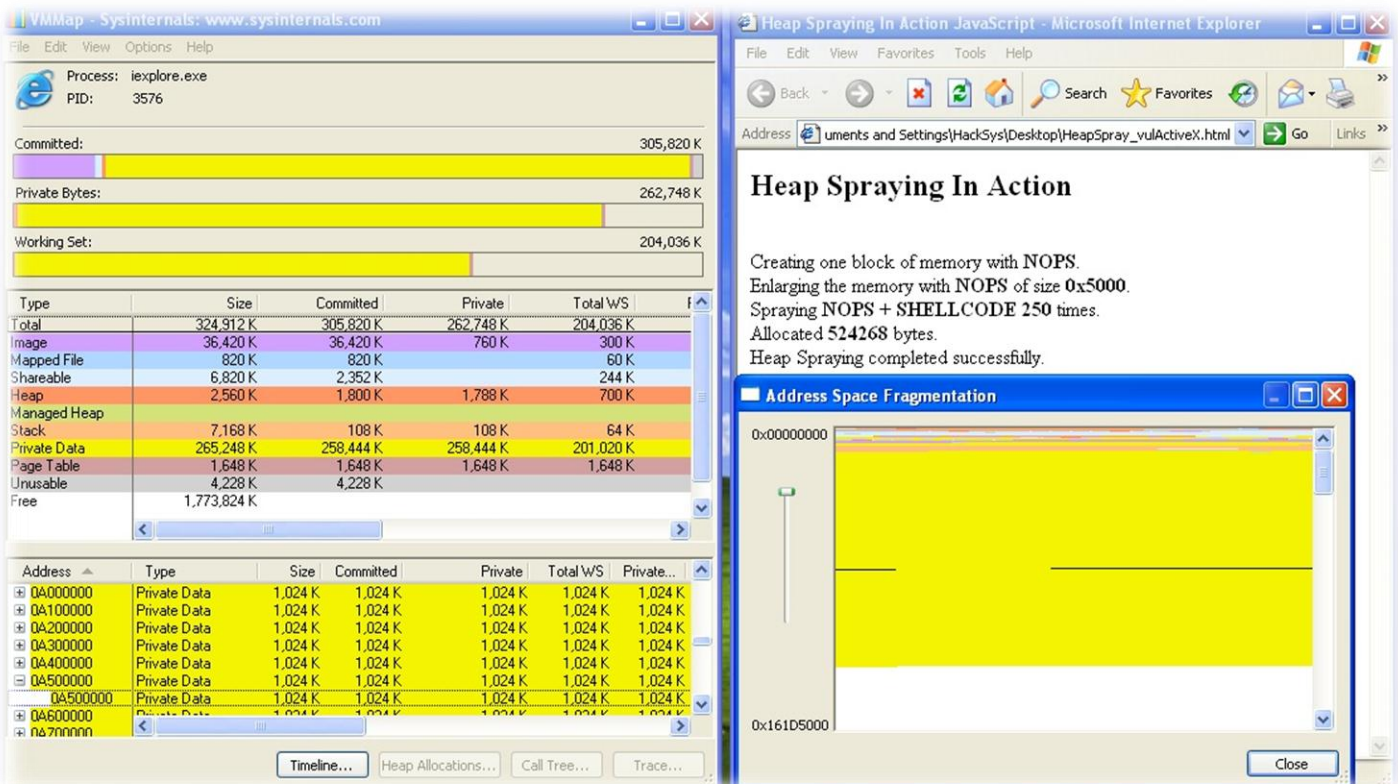 VMMap - Sysinternals: www.sysinternals.com
File Edit View Options Help
Process: iexplore.exe
PID: 3576
Committed: 305,820 K
Private Bytes: 262,748 K
Working Set: 204,036 K
Type Size Committed Private Total WS
Total 324,912 K 305,820 K 262,748 K 204,036 K
Image 36,420 K 36,420 K 760 K 300 K
Mapped File 820 K 820 K 60 K
Shareable 6,820 K 2,352 K 244 K
Heap 2,560 K 1,800 K 1,788 K 700 K
Managed Heap
Stack 7,168 K 108 K 108 K 64 K
Private Data 265,248 K 258,444 K 258,444 K 201,020 K
Page Table 1,648 K 1,648 K 1,648 K 1,648 K
Unusable 4,228 K 4,228 K
Free 1,773,824 K
Address Type Size Committed Private Total WS Private...
0A000000 Private Data 1,024 K 1,024 K 1,024 K 1,024 K 1,024 K
0A100000 Private Data 1,024 K 1,024 K 1,024 K 1,024 K 1,024 K
0A200000 Private Data 1,024 K 1,024 K 1,024 K 1,024 K 1,024 K
0A300000 Private Data 1,024 K 1,024 K 1,024 K 1,024 K 1,024 K
0A400000 Private Data 1,024 K 1,024 K 1,024 K 1,024 K 1,024 K
0A500000 Private Data 1,024 K 1,024 K 1,024 K 1,024 K 1,024 K
0A500000 Private Data 1,024 K 1,024 K 1,024 K 1,024 K 1,024 K
0A600000 Private Data 1,024 K 1,024 K 1,024 K 1,024 K 1,024 K
0A700000
Timeline... Heap Allocations... Call Tree... Trace...
Heap Spraying In Action JavaScript - Microsoft Internet Explorer
File Edit View Favorites Tools Help
Back Search Favorites
Address uments and Settings\HackSys\Desktop\HeapSpray_vulActiveX.html Go Links
Heap Spraying In Action
Creating one block of memory with NOPS.
Enlarging the memory with NOPS of size 0x5000.
Spraying NOPS + SHELLCODE 250 times.
Allocated 524268 bytes.
Heap Spraying completed successfully.
Address Space Fragmentation
0x00000000
0x161D5000
Close